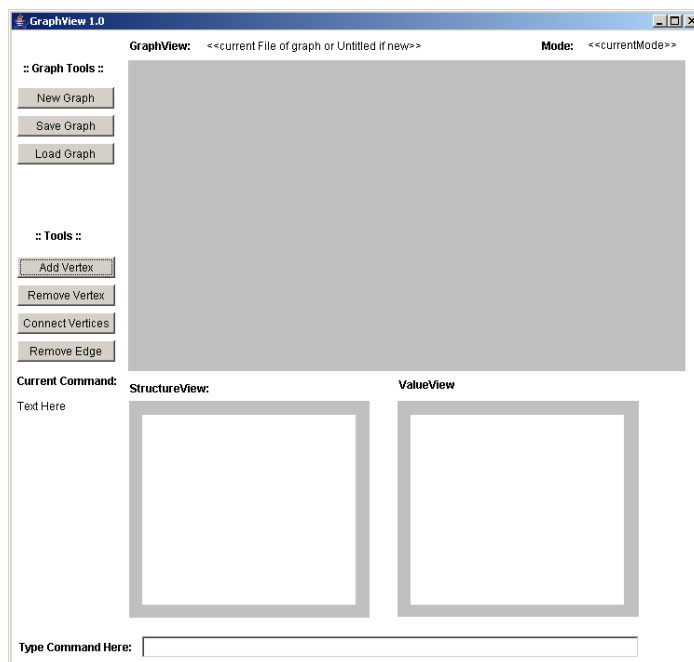 GraphView 1.0
GraphView: <<current File of graph or Untitled if new>> Mode: <<currentMode>>
:: Graph Tools ::
New Graph
Save Graph
Load Graph
:: Tools ::
Add Vertex
Remove Vertex
Connect Vertices
Remove Edge
Current Command:
Text Here
StructureView:
ValueView
Type Command Here: